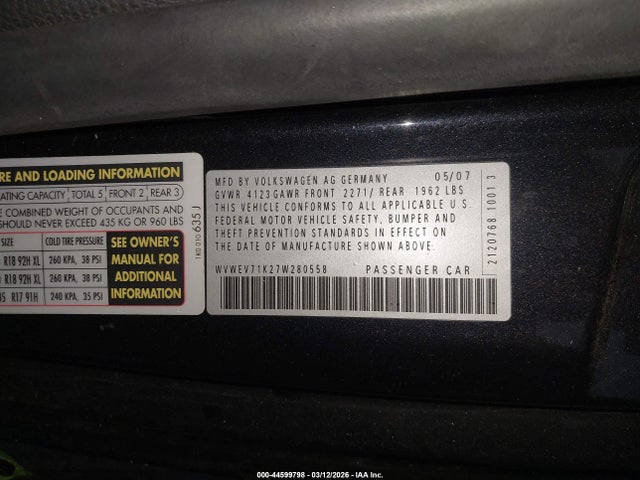 RE AND LOADING INFORMATION
ATING CAPACITY TOTAL 5 FRONT 2 REAR 3
E COMBINED WEIGHT OF OCCUPANTS AND
SHOULD NEVER EXCEED 435 KG OR 960 LBS
SIZE COLD TIRE PRESSURE
R18 92H XL 260 KPA, 38 PSI
R18 92H XL 260 KPA, 38 PSI
R17 91H 240 KPA, 35 PSI
SEE OWNER'S
MANUAL FOR
ADDITIONAL
INFORMATION
1K0 010 635 J
MFD BY VOLKSWAGEN AG GERMANY 05/07
GVWR 4123 GAWR FRONT 2271/ REAR 1962 LBS
THIS VEHICLE CONFORMS TO ALL APPLICABLE U.S.
FEDERAL MOTOR VEHICLE SAFETY, BUMPER AND
THEFT PREVENTION STANDARDS IN EFFECT ON
THE DATE OF MANUFACTURE SHOWN ABOVE.
WVWEV71K27W280558 PASSENGER CAR
2120768 1001 3
000-44599798 - 03/12/2026 - IAA Inc.